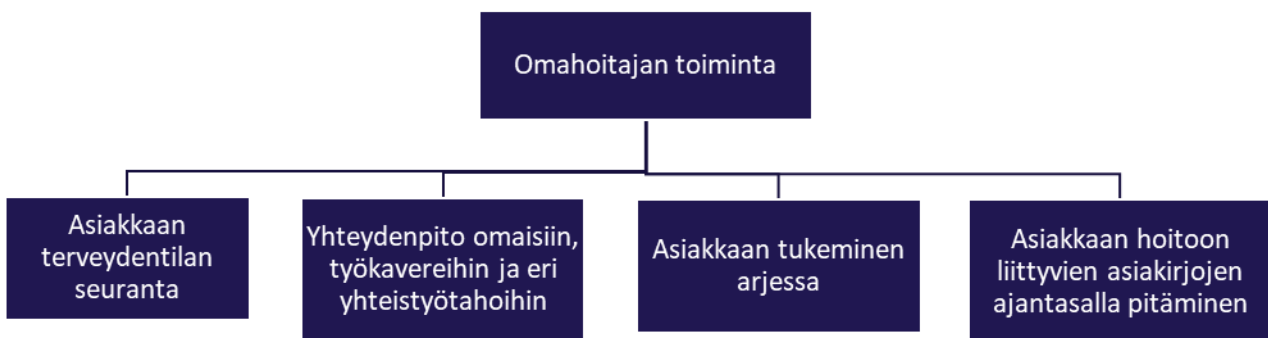 Omahoitajan toiminta
Asiakkaan
terveydentilan
seuranta
Yhteydenpito omaisiin,
työkavereihin ja eri
yhteistyötahoihin
Asiakkaan tukeminen
arjessa
Asiakkaan hoitoon
liittyvien asiakirjojen
ajantasalla pitäminen